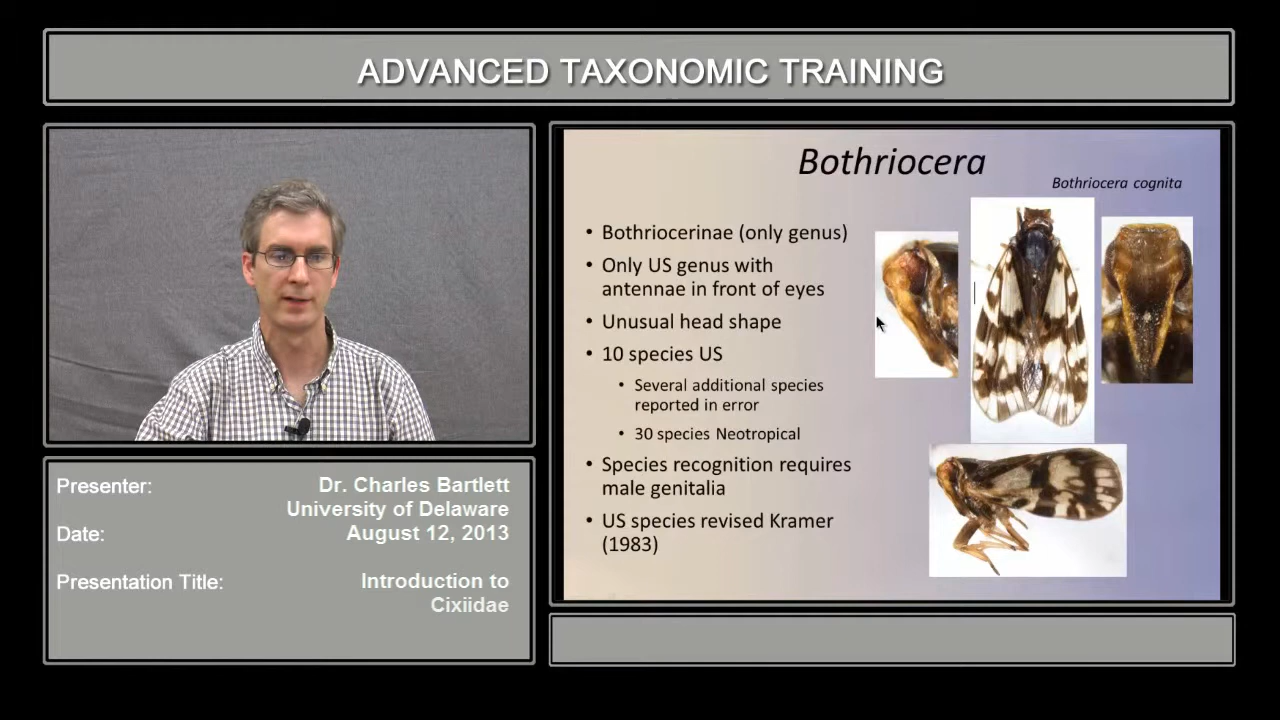 ADVANCED TAXONOMIC TRAINING
Presenter: Dr. Charles Bartlett
University of Delaware
Date: August 12, 2013
Presentation Title: Introduction to
Cixiidae
Bothriocera
Bothriocera cognita
• Bothriocerinae (only genus)
• Only US genus with
antennae in front of eyes
• Unusual head shape
• 10 species US
• Several additional species
reported in error
• 30 species Neotropical
• Species recognition requires
male genitalia
• US species revised Kramer
(1983)